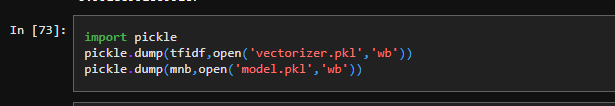 In [73]:
import pickle
pickle.dump(tfidf,open('vectorizer.pkl','wb'))
pickle.dump(mnb,open('model.pkl','wb'))